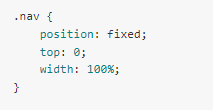 .nav {
    position: fixed;
    top: 0;
    width: 100%;
}